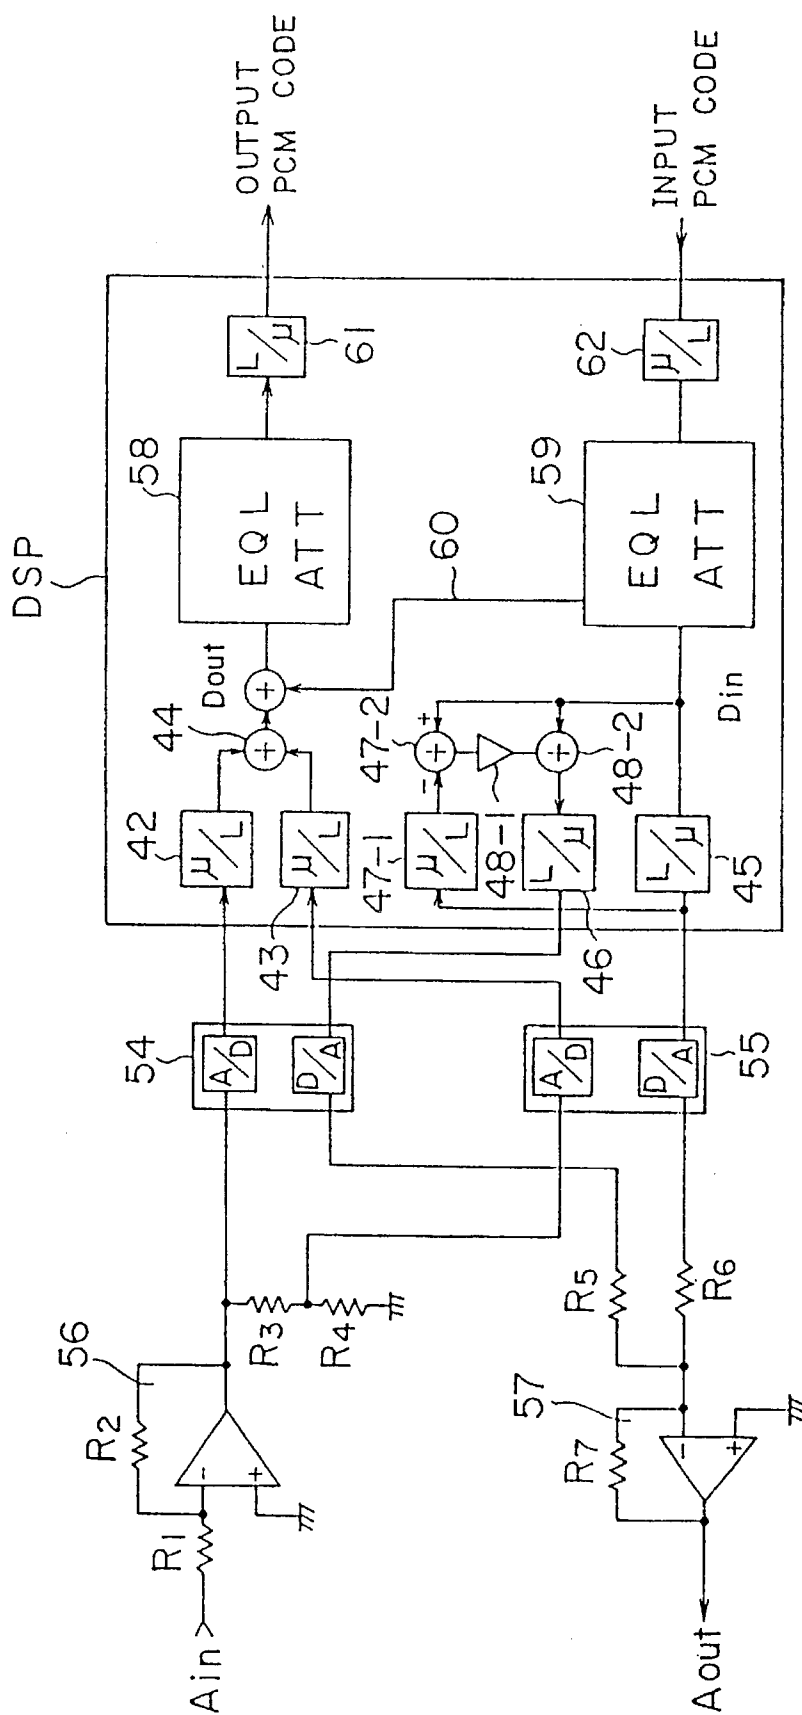 DSP
OUTPUT
PCM CODE
INPUT
PCM CODE
58
EQL
ATT
L/μ
61
59
EQL
ATT
μ/L
62
60
Dout
Din
44
42
μ/L
43
μ/L
47-2
+
+
+
−
+
47-1
μ/L
48-1
+
48-2
L/μ
46
L/μ
45
54
A/D
D/A
55
A/D
D/A
56
R2
R1
−
+
Ain
R3
R4
R5
R6
57
R7
−
+
Aout